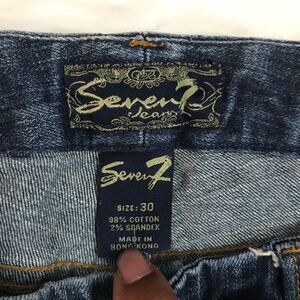 Seven7
Jeans
Seven7
SIZE: 30
98% COTTON
2% SPANDEX
MADE IN
HONG KONG